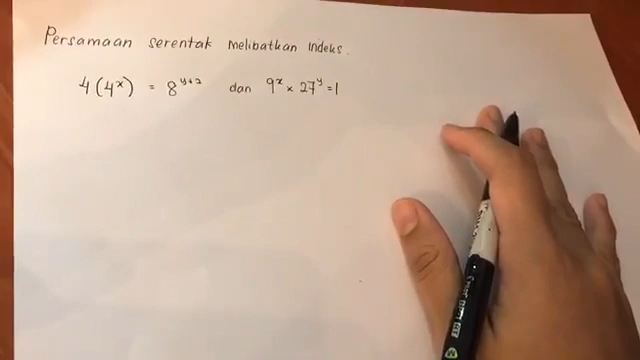 Persamaan serentak melibatkan indeks.
4(4^x) = 8^{y+2} dan 9^x × 27^y = 1